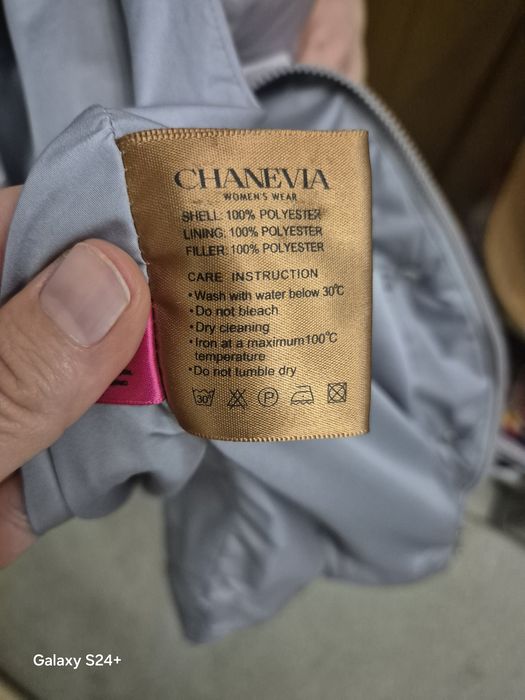 CHANEVIA
WOMEN'S WEAR
SHELL: 100% POLYESTER
LINING: 100% POLYESTER
FILLER: 100% POLYESTER
CARE INSTRUCTION
•Wash with water below 30℃
•Do not bleach
•Dry cleaning
•Iron at a maximum100℃
temperature
•Do not tumble dry
30° P
Galaxy S24+